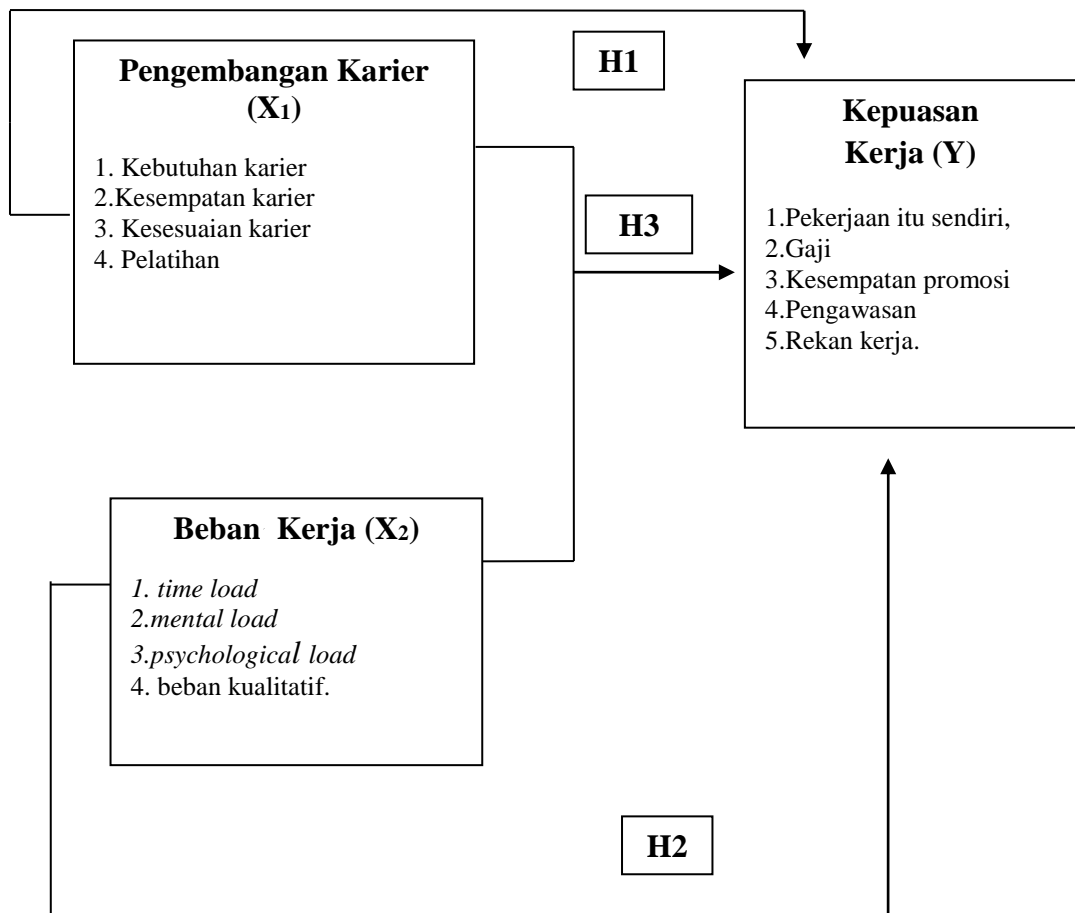 Pengembangan Karier
(X1)
1. Kebutuhan karier
2.Kesempatan karier
3. Kesesuaian karier
4. Pelatihan
H1
H3
Kepuasan
Kerja (Y)
1.Pekerjaan itu sendiri,
2.Gaji
3.Kesempatan promosi
4.Pengawasan
5.Rekan kerja.
Beban Kerja (X2)
1. time load
2.mental load
3.psychological load
4. beban kualitatif.
H2